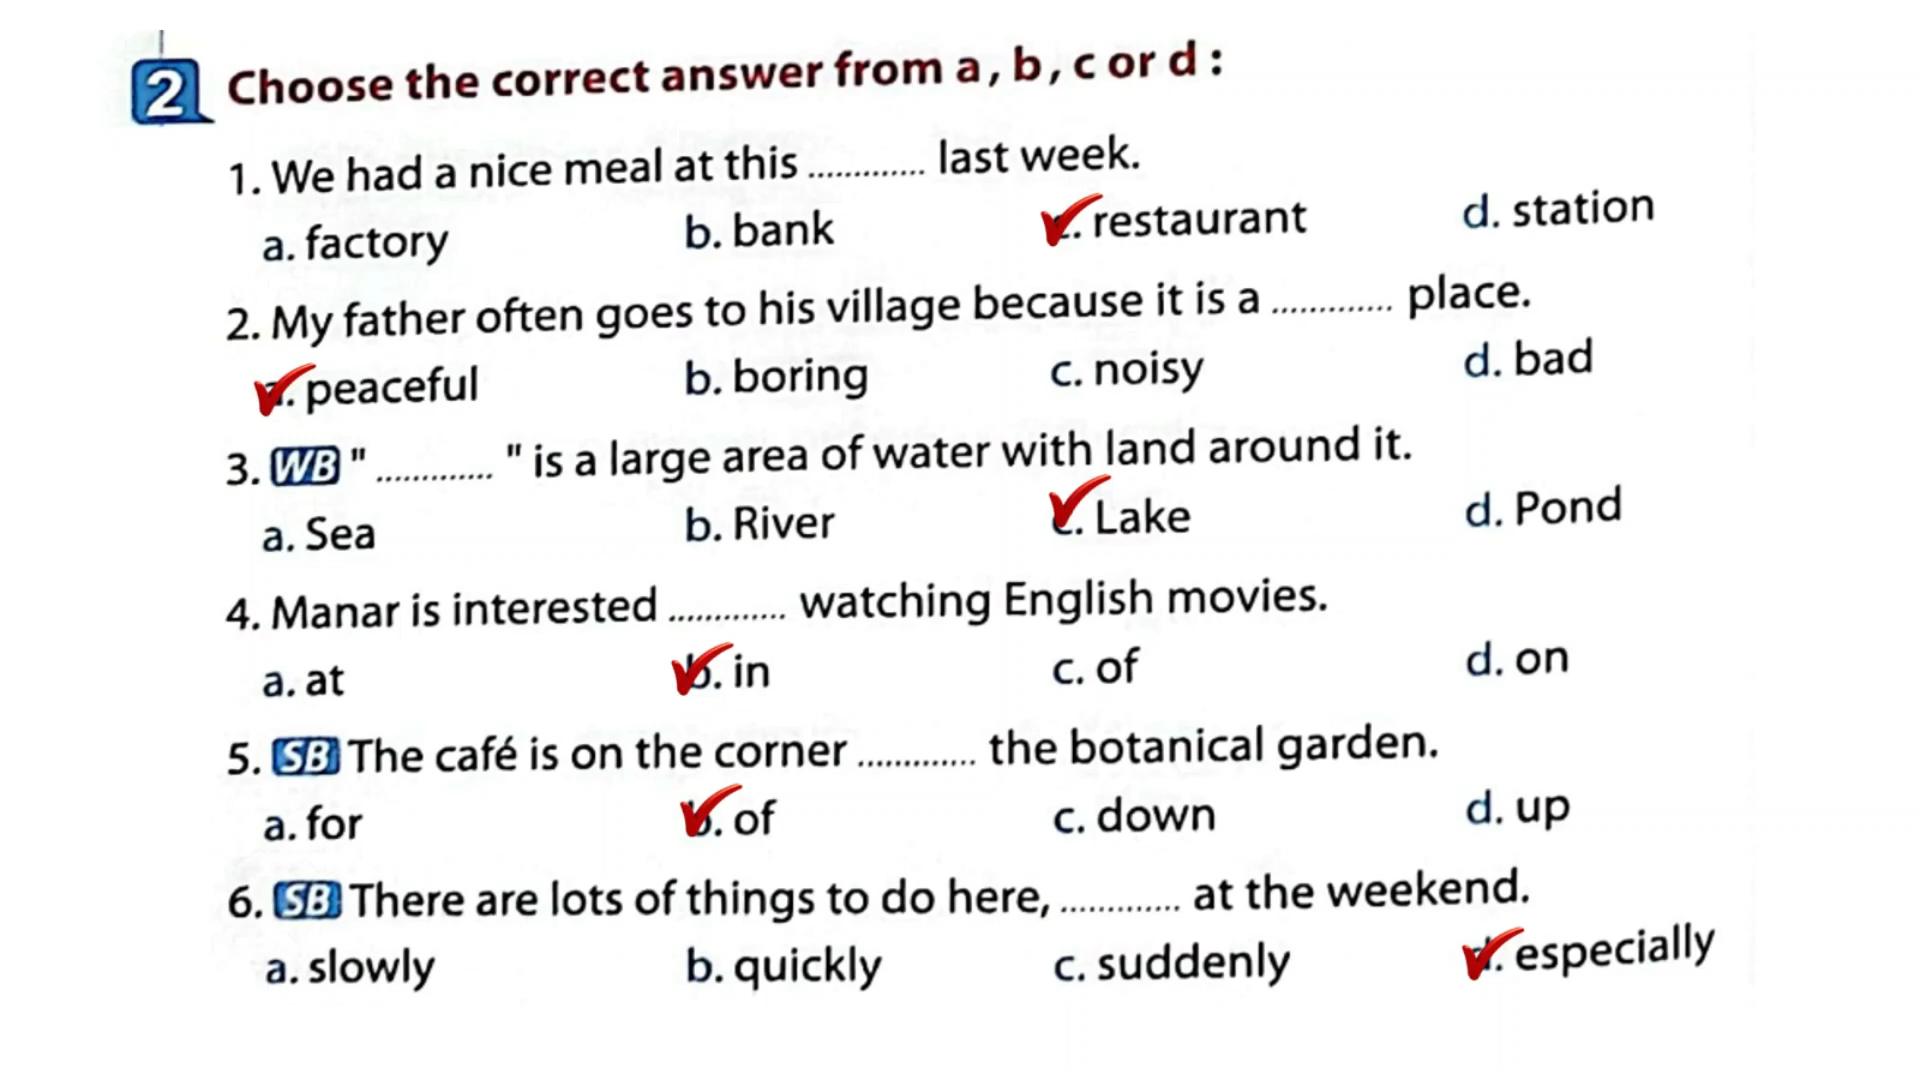 2 Choose the correct answer from a, b, c or d :
1. We had a nice meal at this ............. last week.
a. factory b. bank c. restaurant d. station
2. My father often goes to his village because it is a ............. place.
a. peaceful b. boring c. noisy d. bad
3. WB " ............. " is a large area of water with land around it.
a. Sea b. River c. Lake d. Pond
4. Manar is interested ............. watching English movies.
a. at b. in c. of d. on
5. SB The café is on the corner ............. the botanical garden.
a. for b. of c. down d. up
6. SB There are lots of things to do here, ............. at the weekend.
a. slowly b. quickly c. suddenly d. especially